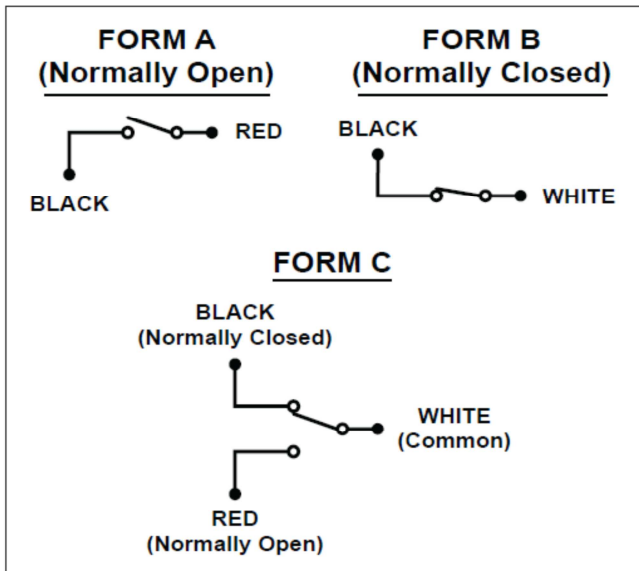 FORM A
(Normally Open)
RED
BLACK
FORM B
(Normally Closed)
BLACK
WHITE
FORM C
BLACK
(Normally Closed)
WHITE
(Common)
RED
(Normally Open)